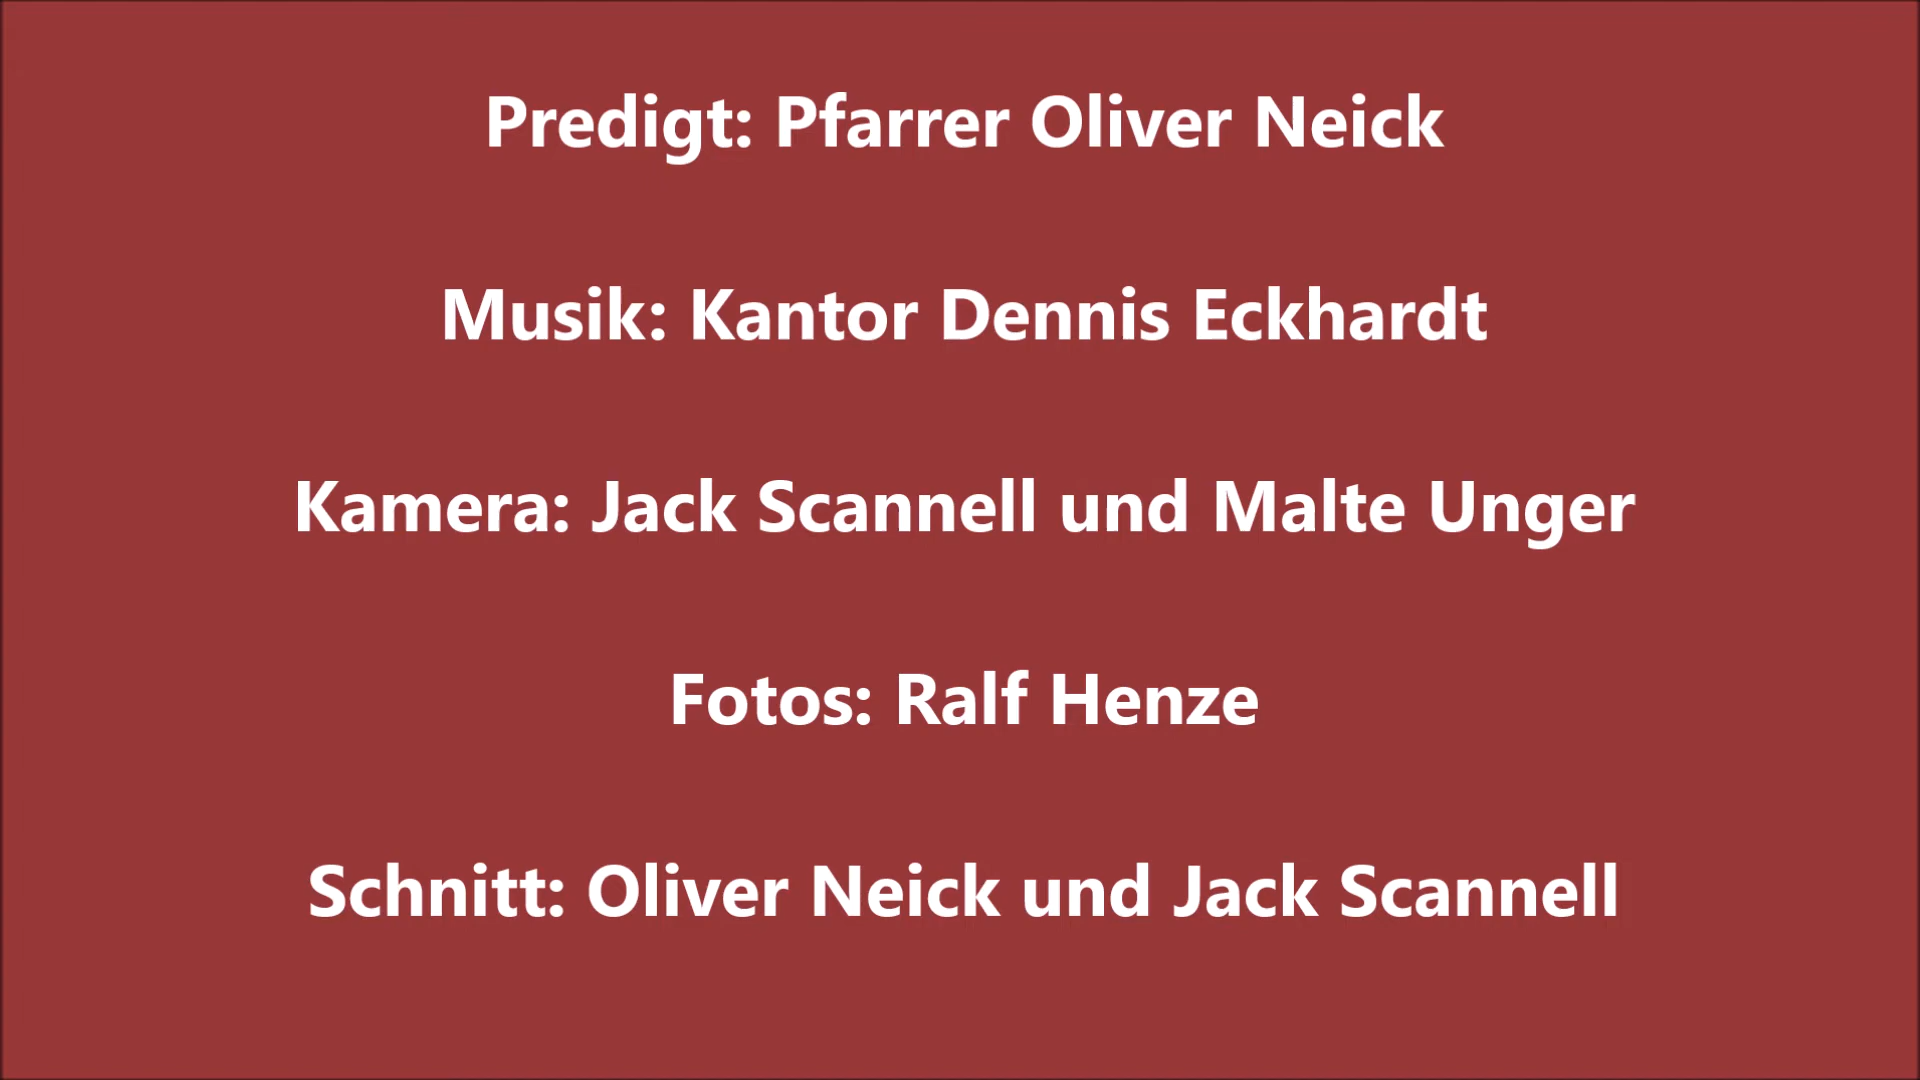 Predigt: Pfarrer Oliver Neick
Musik: Kantor Dennis Eckhardt
Kamera: Jack Scannell und Malte Unger
Fotos: Ralf Henze
Schnitt: Oliver Neick und Jack Scannell